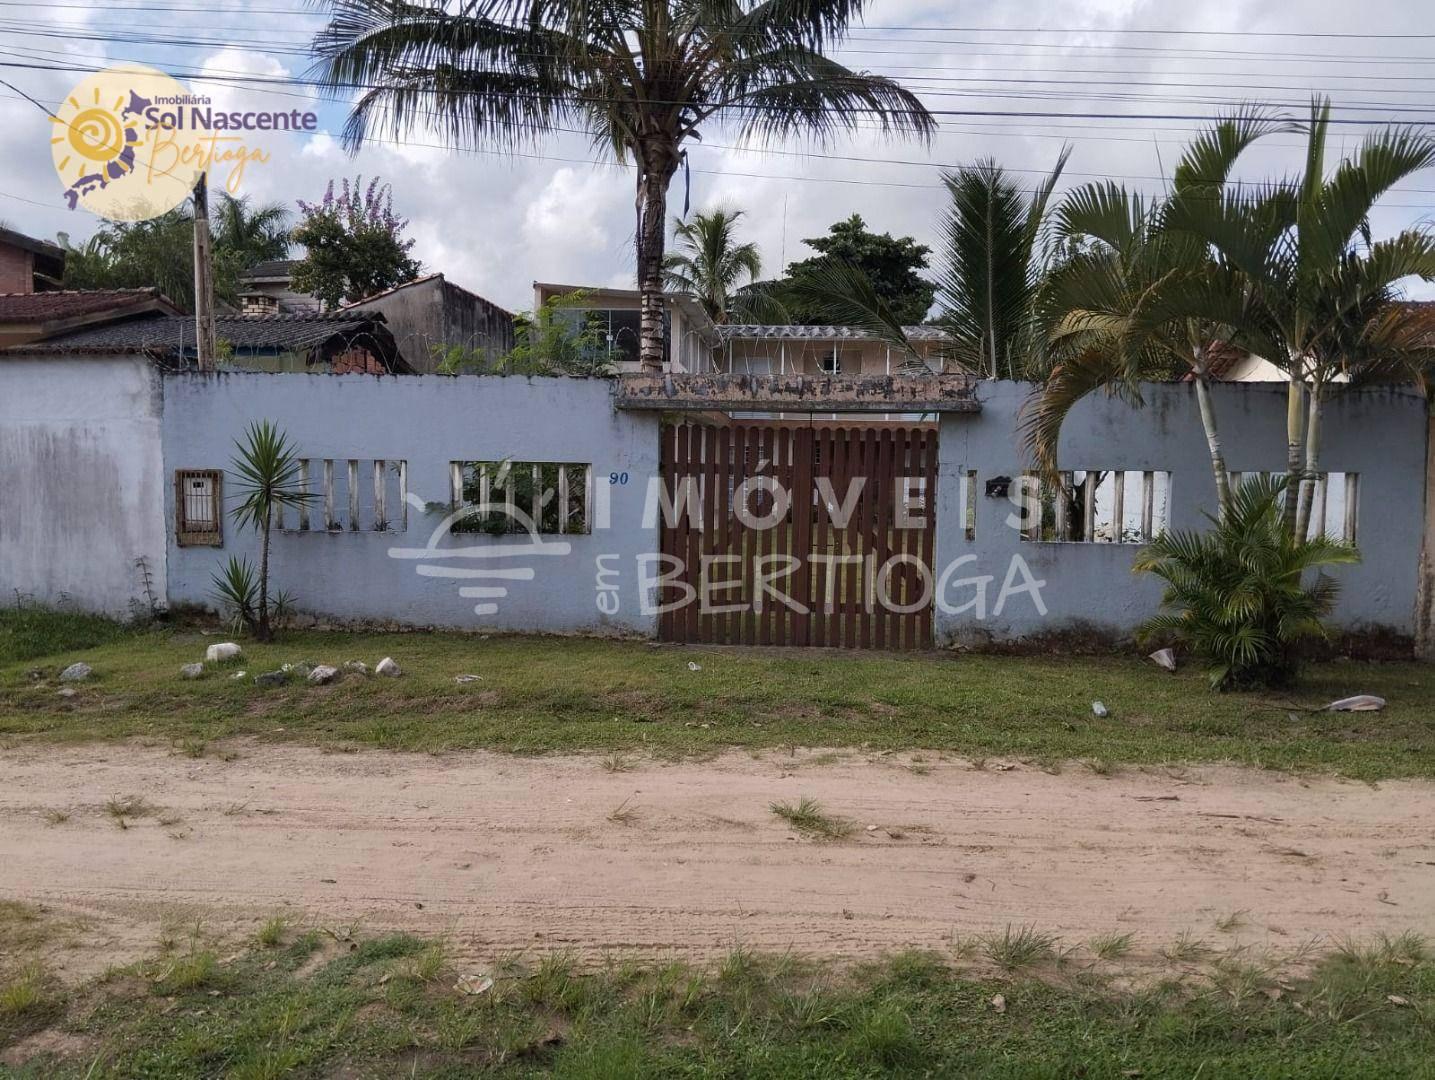 Imobiliária
Sol Nascente
Bertioga
90
IMÓVEIS
em BERTIOGA